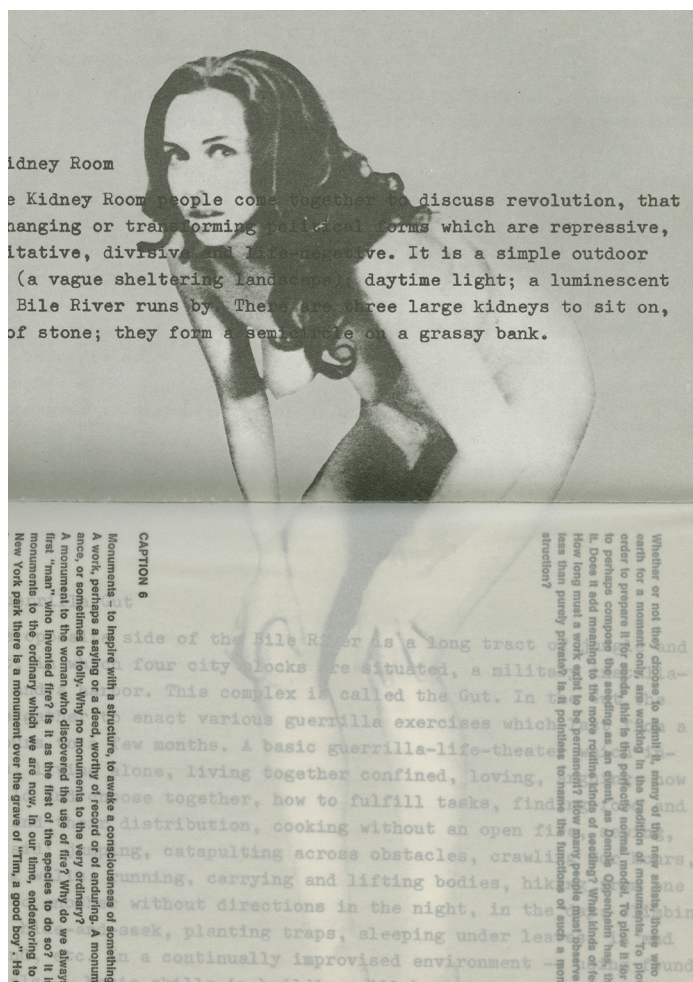 idney Room
e Kidney Room people come together to discuss revolution, that
hanging or transforming political forms which are repressive,
itative, divisive and life-negative. It is a simple outdoor
(a vague sheltering landscape); daytime light; a luminescent
Bile River runs by. There are three large kidneys to sit on,
of stone; they form a semicircle on a grassy bank.
CAPTION 6
Monuments - to inspire with a structure, to awake a consciousness of something
A work, perhaps a saying or a deed, worthy of record or of enduring. A monum
ance, or sometimes to folly. Why no monuments to the very ordinary?
A monument to the woman who discovered the use of fire? Why do we always
first "man" who invented fire? Is it as the first of the species to do so? It i
monuments to the ordinary which we are now, in our time, endeavoring to
New York park there is a monument over the grave of "Tim, a good boy". He
Whether or not they choose to admit it, many of the new artists, those who
earth for a moment only, are working in the tradition of monuments. To plow
order to prepare it for seeds, this is the perfectly normal model. To plow it for
to perhaps compose the seeding as an event, as Dennis Oppenheim has, th
it. Does it add meaning to the more routine kinds of seeding? What kinds of fe
How long must a work exist to be permanent? How many people must observe
less than purely private? Is it pointless to name the functions of such a mon
struction?
ut
side of the Bile River is a long tract and
four city blocks are situated, a milita
oor. This complex is called the Gut. In
enact various guerrilla exercises which a
few months. A basic guerrilla-life-theate
lone, living together confined, loving, how
ose together, how to fulfill tasks, find and
distribution, cooking without an open fi
ng, catapulting across obstacles, crawli
unning, carrying and lifting bodies, hik
without directions in the night, in the
seek, planting traps, sleeping under lea
n a continually improvised environment